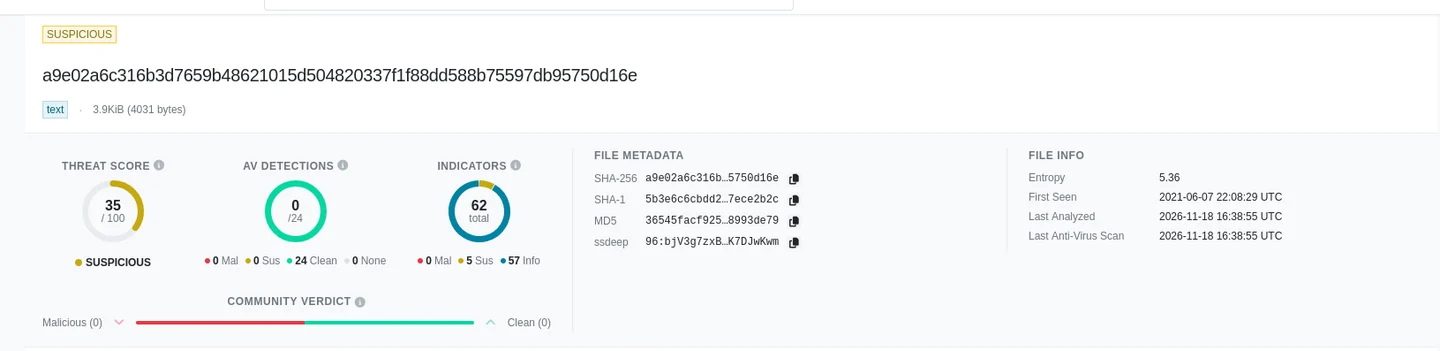 SUSPICIOUS
a9e02a6c316b3d7659b48621015d504820337f1f88dd588b75597db95750d16e
text · 3.9KiB (4031 bytes)
THREAT SCORE
35
/ 100
SUSPICIOUS
AV DETECTIONS
0
/24
0 Mal 0 Sus 24 Clean 0 None
INDICATORS
62
total
0 Mal 5 Sus 57 Info
COMMUNITY VERDICT
Malicious (0) Clean (0)
FILE METADATA
SHA-256 a9e02a6c316b…5750d16e
SHA-1 5b3e6c6cbdd2…7ece2b2c
MD5 36545facf925…8993de79
ssdeep 96:bjV3g7zxB…K7DJwKwm
FILE INFO
Entropy 5.36
First Seen 2021-06-07 22:08:29 UTC
Last Analyzed 2026-11-18 16:38:55 UTC
Last Anti-Virus Scan 2026-11-18 16:38:55 UTC